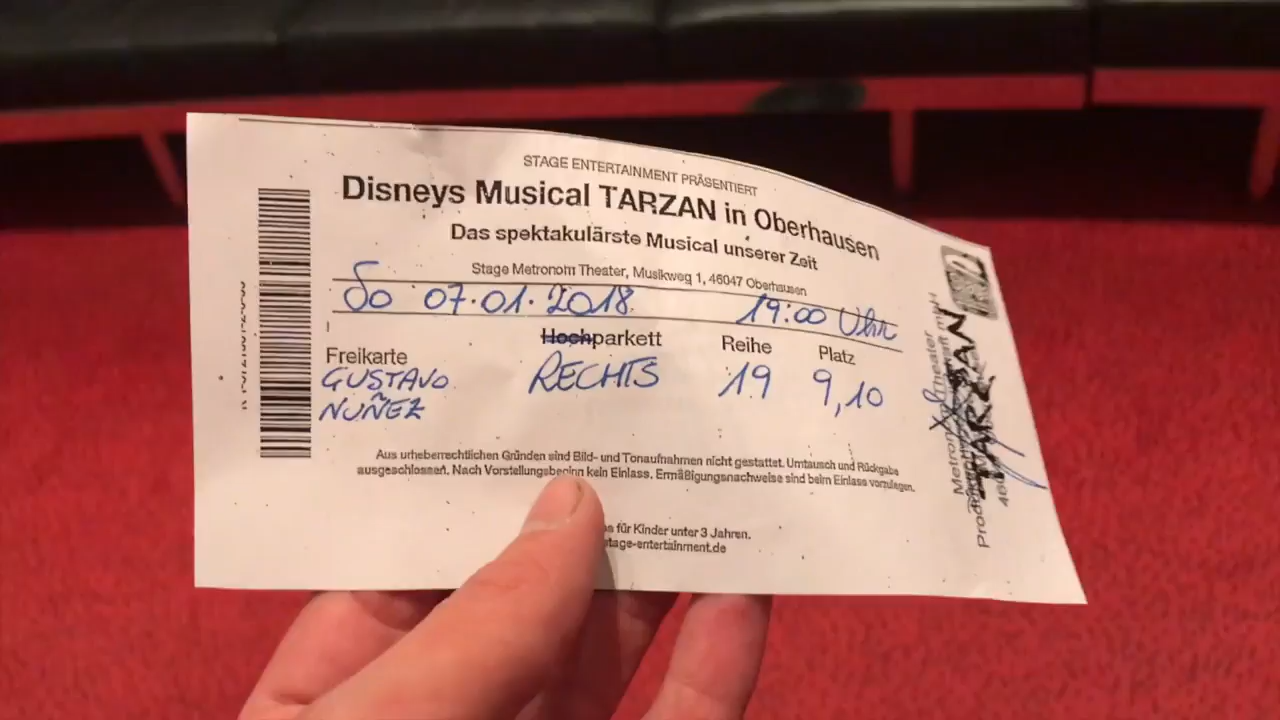 STAGE ENTERTAINMENT PRÄSENTIERT
Disneys Musical TARZAN in Oberhausen
Das spektakulärste Musical unserer Zeit
Stage Metronom Theater, Musikweg 1, 46047 Oberhausen
So 07.01.2018. 19:00 Uhr
Hochparkett Reihe Platz
Freikarte RECHTS 19 9,10
GUSTAVO
NUÑEZ
Aus urheberrechtlichen Gründen sind Bild- und Tonaufnahmen nicht gestattet. Umtausch und Rückgabe
ausgeschlossen. Nach Vorstellungsbeginn kein Einlass. Ermäßigungsnachweise sind beim Einlass vorzulegen.
für Kinder unter 3 Jahren.
stage-entertainment.de
TARZAN
Theater